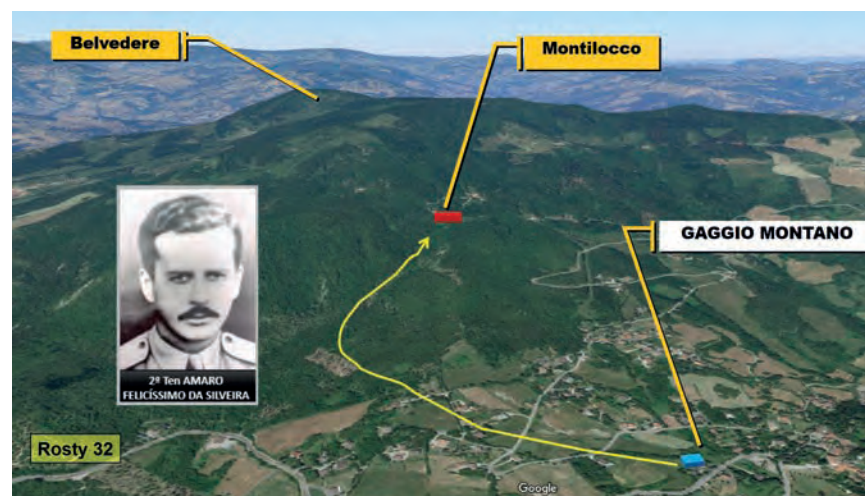 Belvedere
Montilocco
GAGGIO MONTANO
2º Ten AMARO
FELICÍSSIMO DA SILVEIRA
Rosty 32
Google